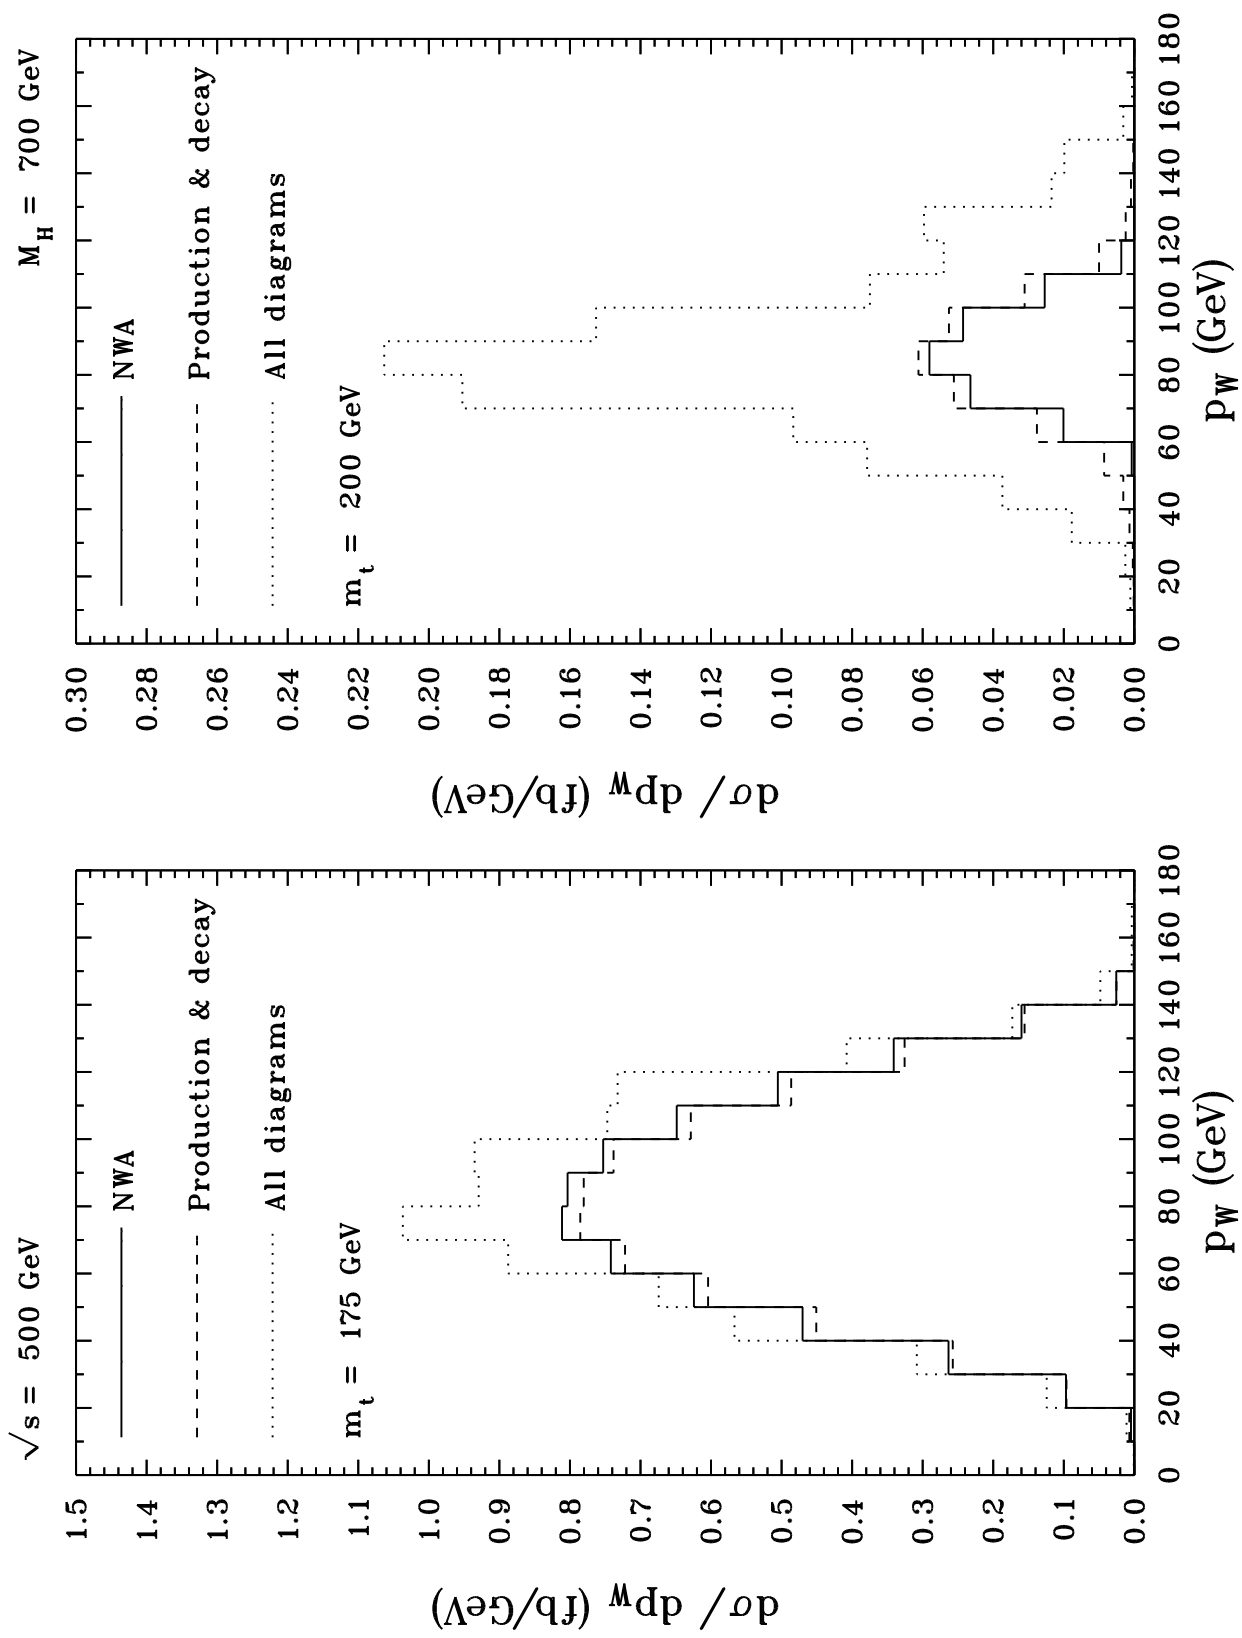 √s = 500 GeV
M_H = 700 GeV
NWA
Production & decay
All diagrams
m_t = 175 GeV
1.5
1.4
1.3
1.2
1.1
1.0
0.9
0.8
0.7
0.6
0.5
0.4
0.3
0.2
0.1
0.0
dσ/dp_W (fb/GeV)
0 20 40 60 80 100 120 140 160 180
p_W (GeV)
NWA
Production & decay
All diagrams
m_t = 200 GeV
0.30
0.28
0.26
0.24
0.22
0.20
0.18
0.16
0.14
0.12
0.10
0.08
0.06
0.04
0.02
0.00
dσ/dp_W (fb/GeV)
0 20 40 60 80 100 120 140 160 180
p_W (GeV)